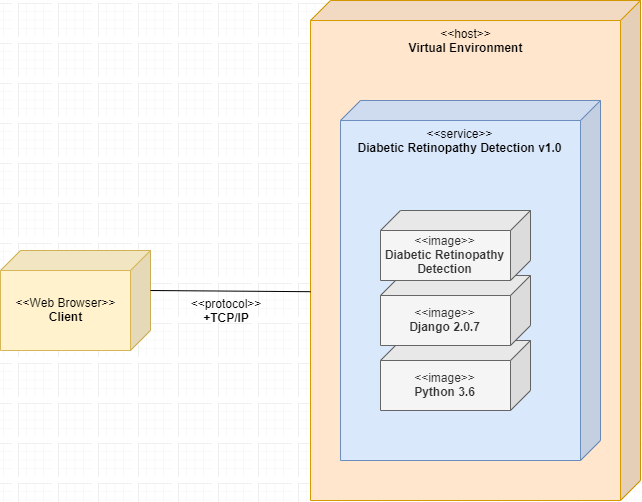 <<host>>
Virtual Environment
<<service>>
Diabetic Retinopathy Detection v1.0
<<image>>
Diabetic Retinopathy
Detection
<<Web Browser>>
Client
<<protocol>>
+TCP/IP
<<image>>
Django 2.0.7
<<image>>
Python 3.6